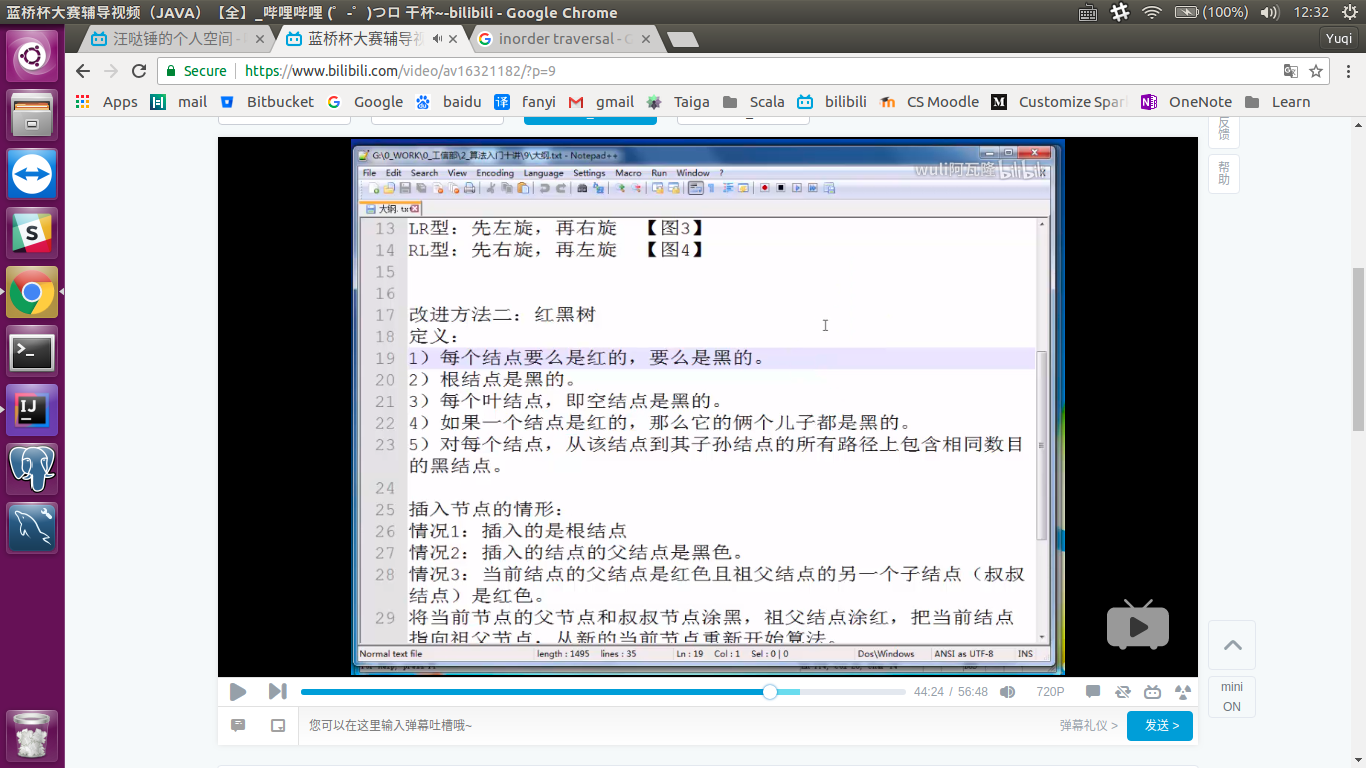 蓝桥杯大赛辅导视频（JAVA）【全】_哔哩哔哩 (゜-゜)つロ 干杯~-bilibili - Google Chrome
(100%)
12:32
汪哒锤的个人空间 -
蓝桥杯大赛辅导视
inorder traversal -
Yuqi
Secure
https://www.bilibili.com/video/av16321182/?p=9
Apps
mail
Bitbucket
Google
baidu
fanyi
gmail
Taiga
Scala
bilibili
CS Moodle
Customize Spar
OneNote
Learn
反馈
帮助
G:\0_WORK\0_工信部\2_算法入门十讲\9\大纲.txt - Notepad++
File Edit Search View Encoding Language Settings Macro Run Window ?
wuli阿瓦隆 bilibili
大纲.txt
13 LR型：先左旋，再右旋 【图3】
14 RL型：先右旋，再左旋 【图4】
15
16
17 改进方法二：红黑树
18 定义：
19 1）每个结点要么是红的，要么是黑的。
20 2）根结点是黑的。
21 3）每个叶结点，即空结点是黑的。
22 4）如果一个结点是红的，那么它的俩个儿子都是黑的。
23 5）对每个结点，从该结点到其子孙结点的所有路径上包含相同数目
的黑结点。
24
25 插入节点的情形：
26 情况1：插入的是根结点
27 情况2：插入的结点的父结点是黑色。
28 情况3：当前结点的父结点是红色且祖父结点的另一个子结点（叔叔
结点）是红色。
29 将当前节点的父节点和叔叔节点涂黑，祖父结点涂红，把当前结点
指向祖父节点，从新的当前节点重新开始算法。
Normal text file
length : 1495 lines : 35
Ln : 19 Col : 1 Sel : 0 | 0
Dos\Windows
ANSI as UTF-8
INS
44:24 / 56:48
720P
mini
ON
您可以在这里输入弹幕吐槽哦~
弹幕礼仪 >
发送 >